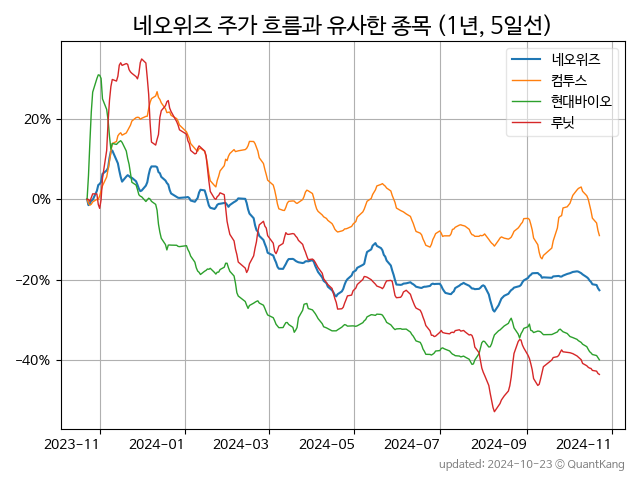 네오위즈 주가 흐름과 유사한 종목 (1년, 5일선)
네오위즈
컴투스
현대바이오
루닛
20%
0%
−20%
−40%
2023-11 2024-01 2024-03 2024-05 2024-07 2024-09 2024-11
updated: 2024-10-23 © QuantKang